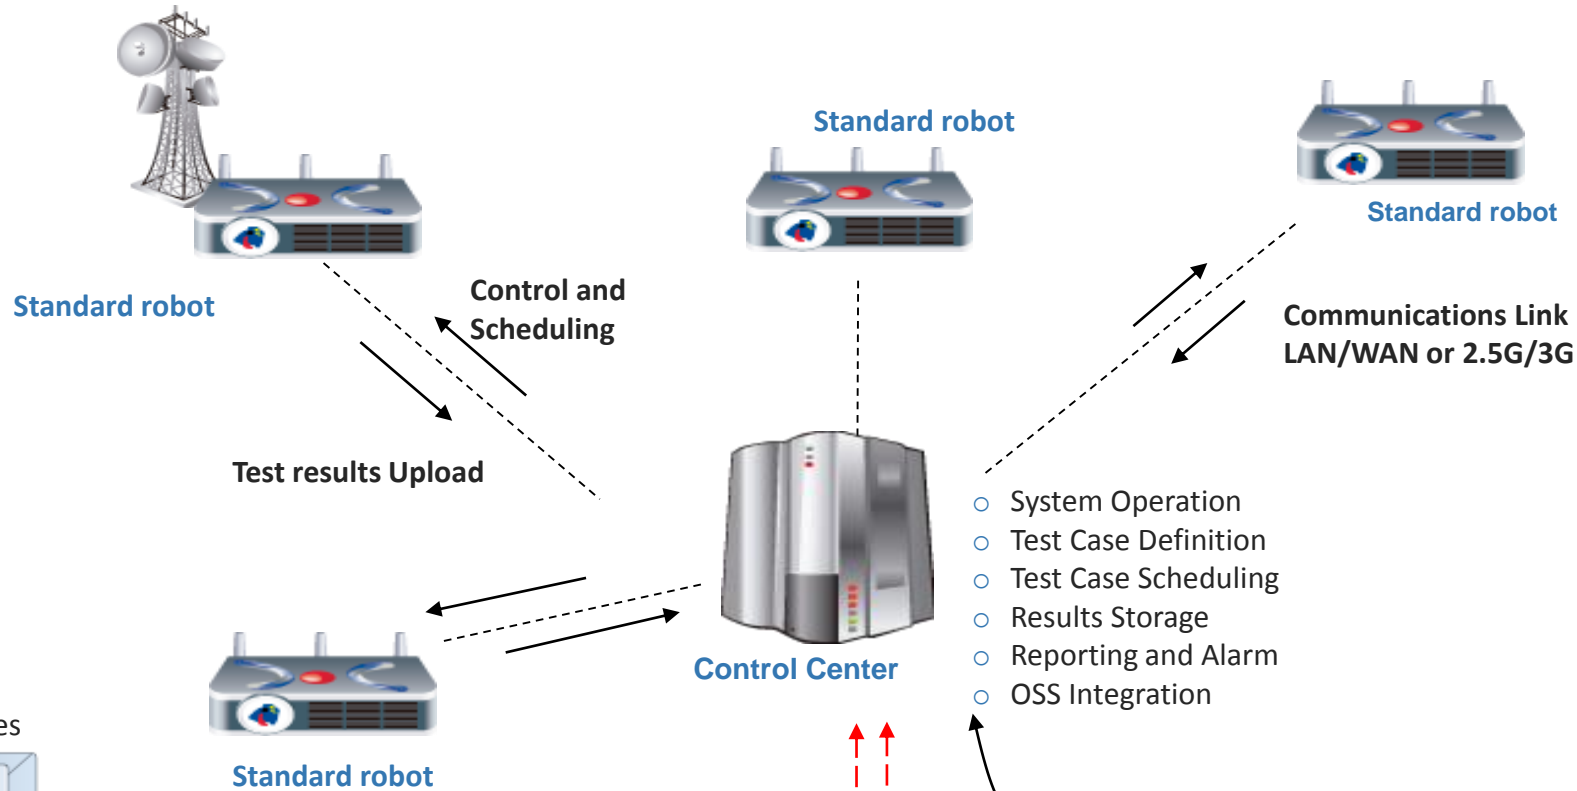 Standard robot
Standard robot
Standard robot
Control and
Scheduling
Communications Link
LAN/WAN or 2.5G/3G
Test results Upload
System Operation
Test Case Definition
Test Case Scheduling
Results Storage
Reporting and Alarm
OSS Integration
Control Center
es
Standard robot